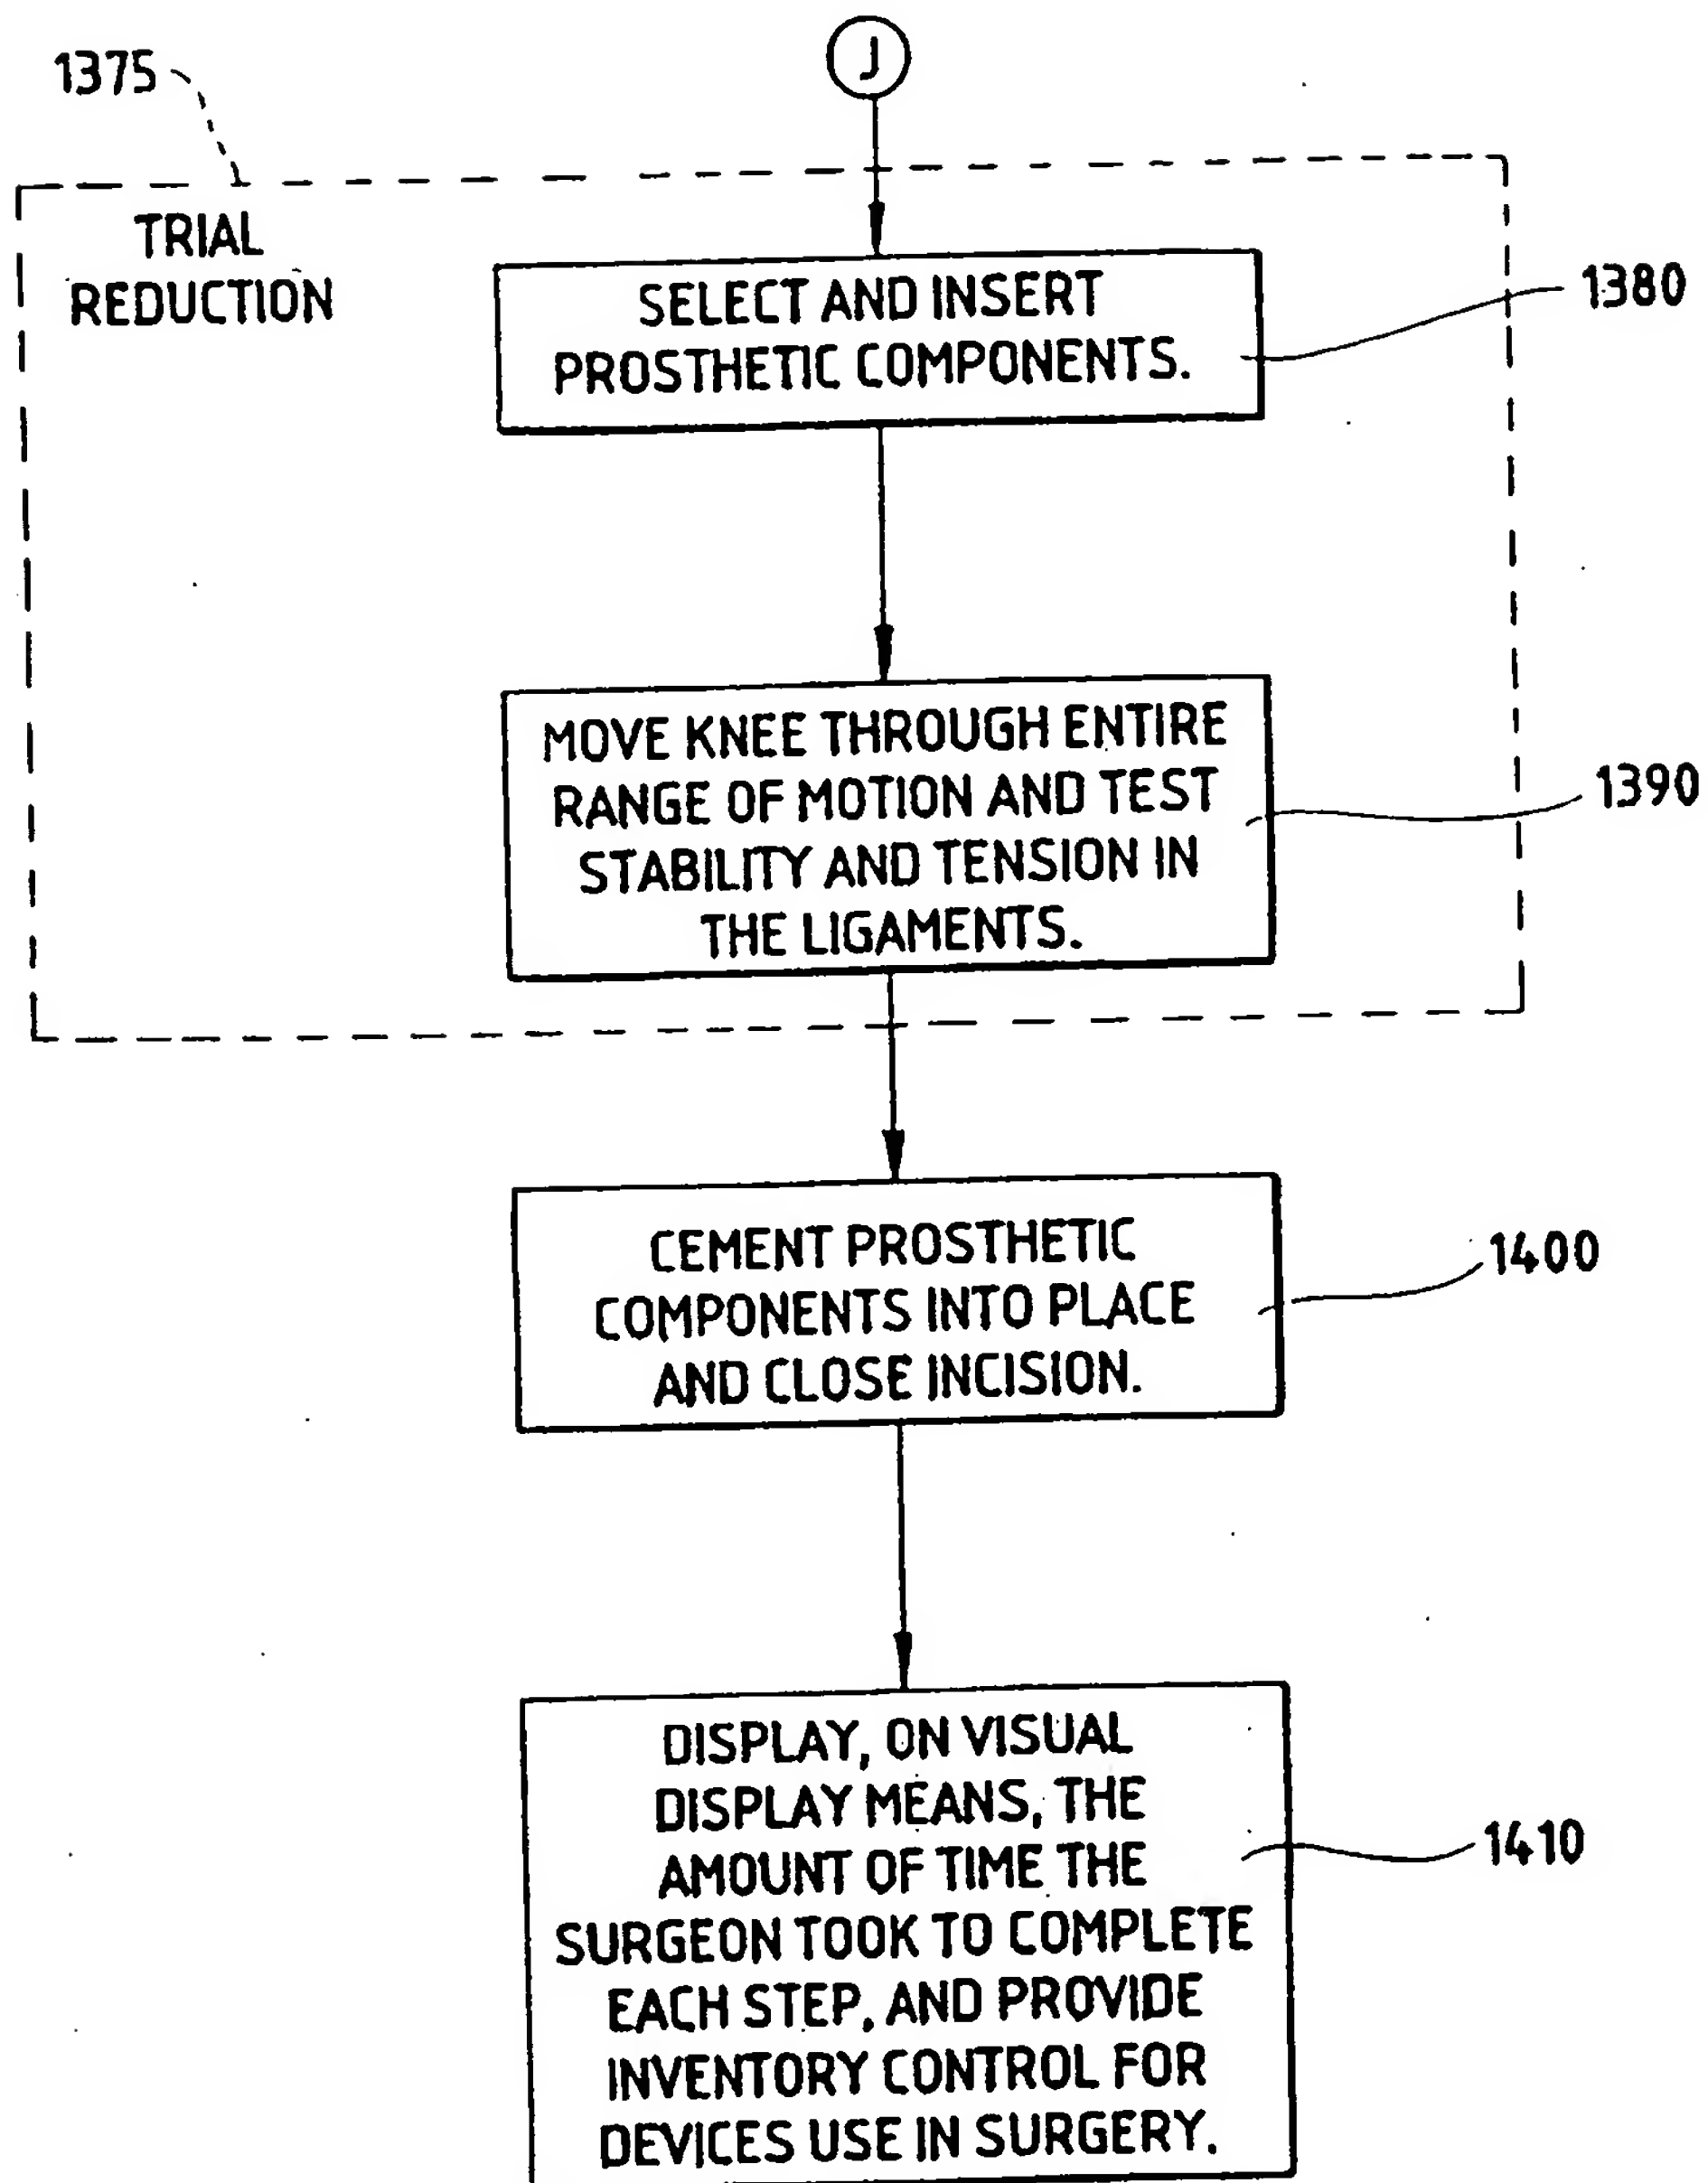 J
1375
TRIAL
REDUCTION
SELECT AND INSERT
PROSTHETIC COMPONENTS.
1380
MOVE KNEE THROUGH ENTIRE
RANGE OF MOTION AND TEST
STABILITY AND TENSION IN
THE LIGAMENTS.
1390
CEMENT PROSTHETIC
COMPONENTS INTO PLACE
AND CLOSE INCISION.
1400
DISPLAY, ON VISUAL
DISPLAY MEANS, THE
AMOUNT OF TIME THE
SURGEON TOOK TO COMPLETE
EACH STEP, AND PROVIDE
INVENTORY CONTROL FOR
DEVICES USE IN SURGERY.
1410